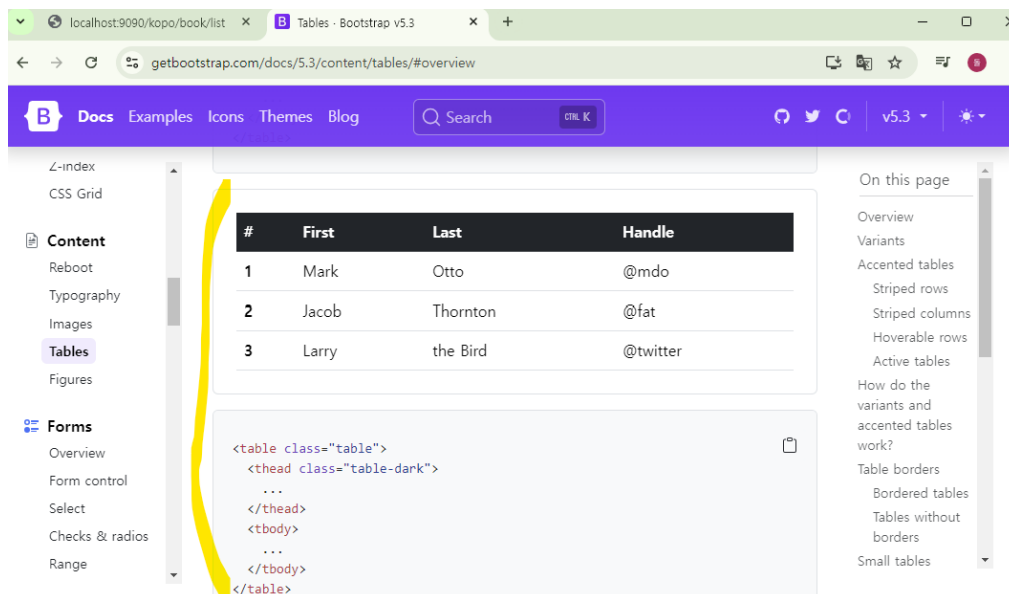 localhost:9090/kopo/book/list
B Tables · Bootstrap v5.3
getbootstrap.com/docs/5.3/content/tables/#overview
B Docs Examples Icons Themes Blog Search CTRL K v5.3
Z-index
CSS Grid
Content
Reboot
Typography
Images
Tables
Figures
Forms
Overview
Form control
Select
Checks & radios
Range
</table>
# First Last Handle
1 Mark Otto @mdo
2 Jacob Thornton @fat
3 Larry the Bird @twitter
<table class="table">
  <thead class="table-dark">
    ...
  </thead>
  <tbody>
    ...
  </tbody>
</table>
On this page
Overview
Variants
Accented tables
Striped rows
Striped columns
Hoverable rows
Active tables
How do the
variants and
accented tables
work?
Table borders
Bordered tables
Tables without
borders
Small tables